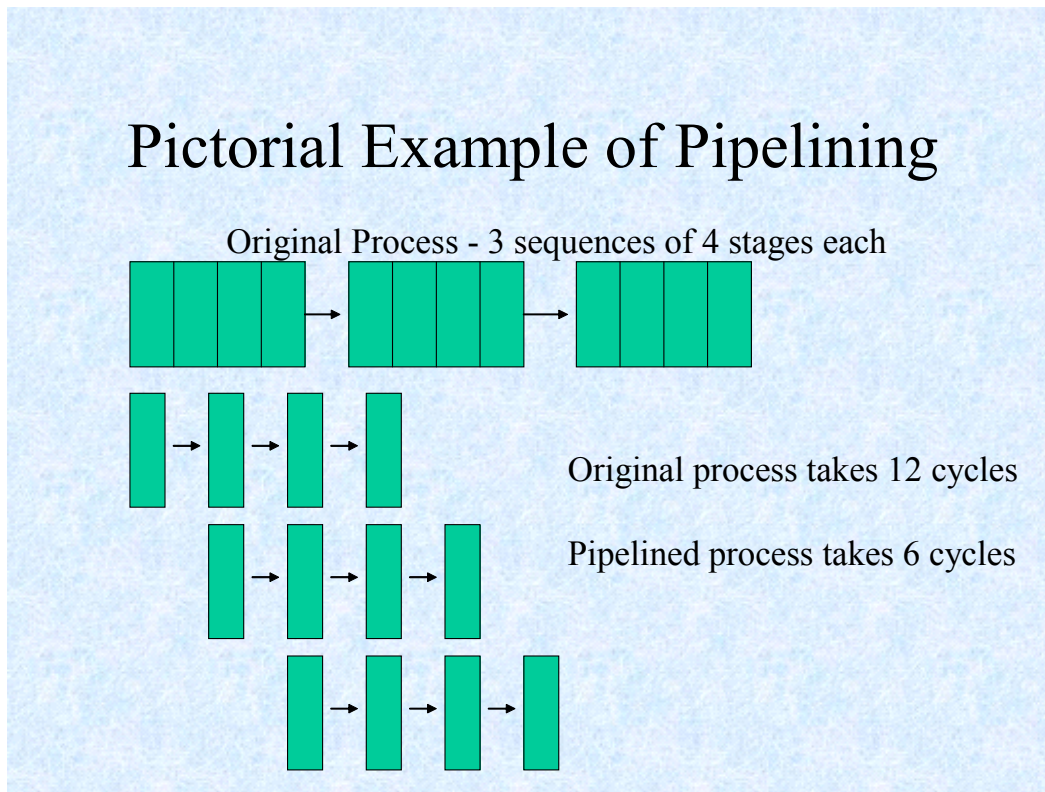 Pictorial Example of Pipelining
Original Process - 3 sequences of 4 stages each
Original process takes 12 cycles
Pipelined process takes 6 cycles